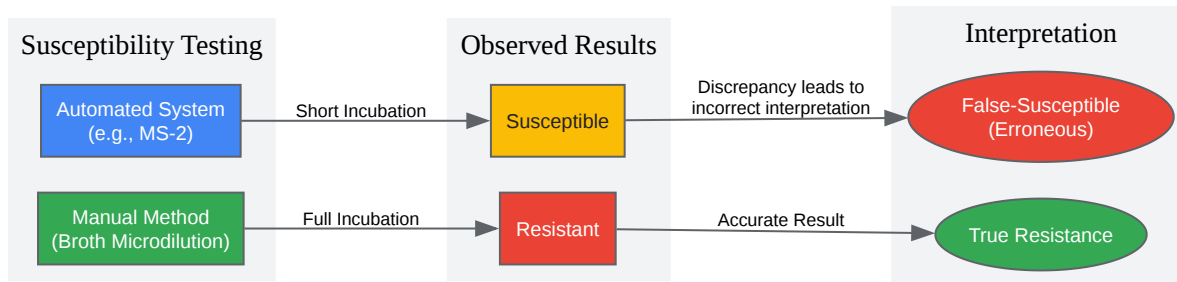 Susceptibility Testing
Automated System
(e.g., MS-2)
Manual Method
(Broth Microdilution)
Short Incubation
Full Incubation
Observed Results
Susceptible
Resistant
Discrepancy leads to
incorrect interpretation
Accurate Result
Interpretation
False-Susceptible
(Erroneous)
True Resistance